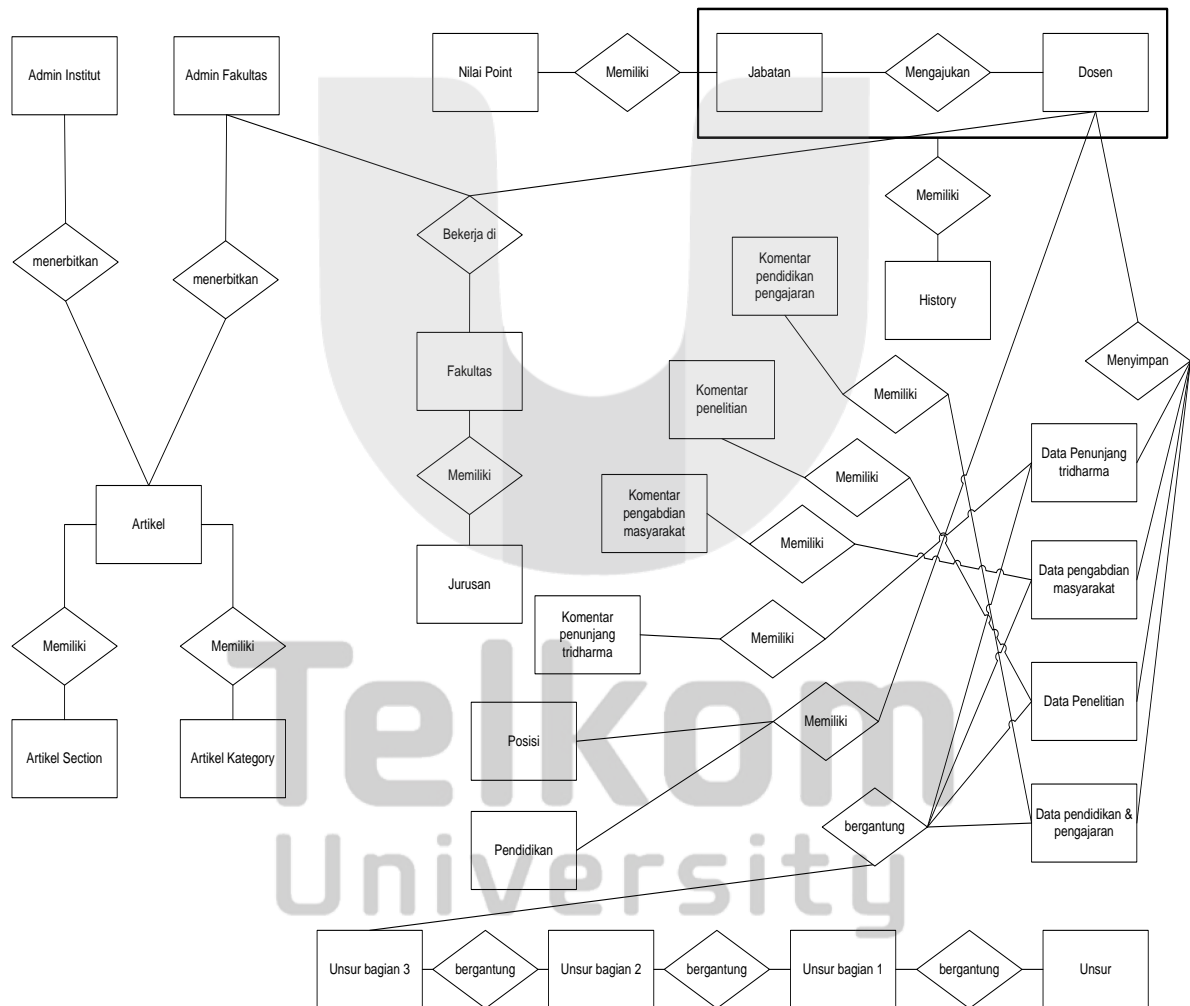 Admin Institut
Admin Fakultas
Nilai Point
Memiliki
Jabatan
Mengajukan
Dosen
Memiliki
Bekerja di
menerbitkan
menerbitkan
Komentar
pendidikan
pengajaran
History
Fakultas
Menyimpan
Komentar
penelitian
Memiliki
Data Penunjang
tridharma
Memiliki
Memiliki
Komentar
pengabdian
masyarakat
Artikel
Memiliki
Data pengabdian
masyarakat
Jurusan
Komentar
penunjang
tridharma
Memiliki
Memiliki
Memiliki
Data Penelitian
Posisi
Memiliki
Artikel Section
Artikel Kategory
Data pendidikan &
pengajaran
bergantung
Pendidikan
Telkom
University
Unsur bagian 3
bergantung
Unsur bagian 2
bergantung
Unsur bagian 1
bergantung
Unsur